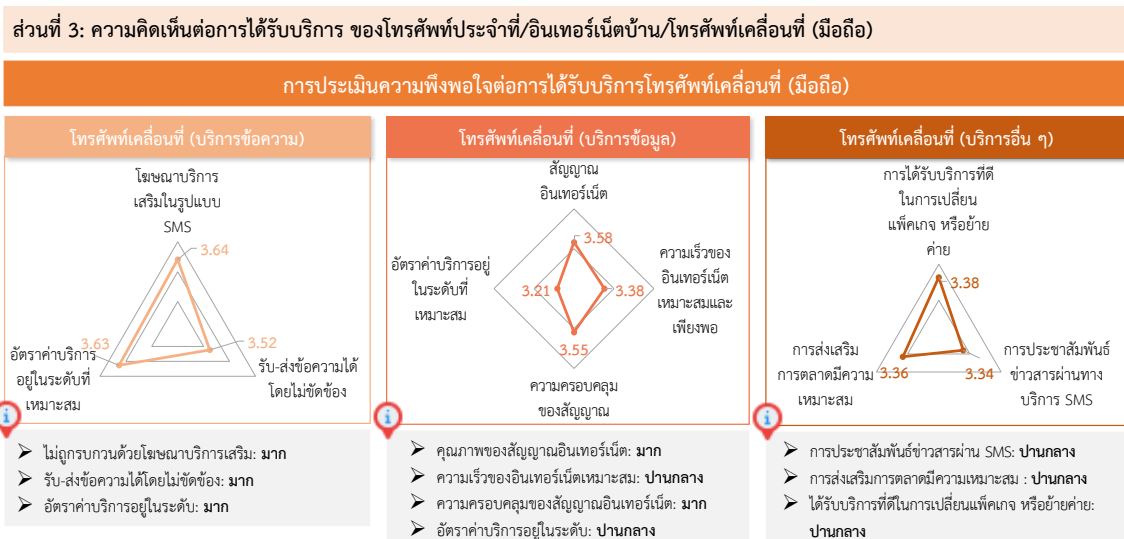 ส่วนที่ 3: ความคิดเห็นต่อการได้รับบริการ ของโทรศัพท์ประจำที่/อินเทอร์เน็ตบ้าน/โทรศัพท์เคลื่อนที่ (มือถือ)
การประเมินความพึงพอใจต่อการได้รับบริการโทรศัพท์เคลื่อนที่ (มือถือ)
โทรศัพท์เคลื่อนที่ (บริการข้อความ)
โฆษณาบริการ
เสริมในรูปแบบ
SMS
3.64
3.63
3.52
อัตราค่าบริการ
อยู่ในระดับที่
เหมาะสม
รับ-ส่งข้อความได้
โดยไม่ขัดข้อง
➤ ไม่ถูกรบกวนด้วยโฆษณาบริการเสริม: มาก
➤ รับ-ส่งข้อความได้โดยไม่ขัดข้อง: มาก
➤ อัตราค่าบริการอยู่ในระดับ: มาก
โทรศัพท์เคลื่อนที่ (บริการข้อมูล)
สัญญาณ
อินเทอร์เน็ต
3.58
อัตราค่าบริการอยู่
ในระดับที่
เหมาะสม
3.21
3.38
ความเร็วของ
อินเทอร์เน็ต
เหมาะสมและ
เพียงพอ
3.55
ความครอบคลุม
ของสัญญาณ
➤ คุณภาพของสัญญาณอินเทอร์เน็ต: มาก
➤ ความเร็วของอินเทอร์เน็ตเหมาะสม: ปานกลาง
➤ ความครอบคลุมของสัญญาณอินเทอร์เน็ต: มาก
➤ อัตราค่าบริการอยู่ในระดับ: ปานกลาง
โทรศัพท์เคลื่อนที่ (บริการอื่น ๆ)
การได้รับบริการที่ดี
ในการเปลี่ยน
แพ็คเกจ หรือย้าย
ค่าย
3.38
การส่งเสริม
การตลาดมีความ
เหมาะสม
3.36
3.34
การประชาสัมพันธ์
ข่าวสารผ่านทาง
บริการ SMS
➤ การประชาสัมพันธ์ข่าวสารผ่าน SMS: ปานกลาง
➤ การส่งเสริมการตลาดมีความเหมาะสม : ปานกลาง
➤ ได้รับบริการที่ดีในการเปลี่ยนแพ็คเกจ หรือย้ายค่าย:
ปานกลาง